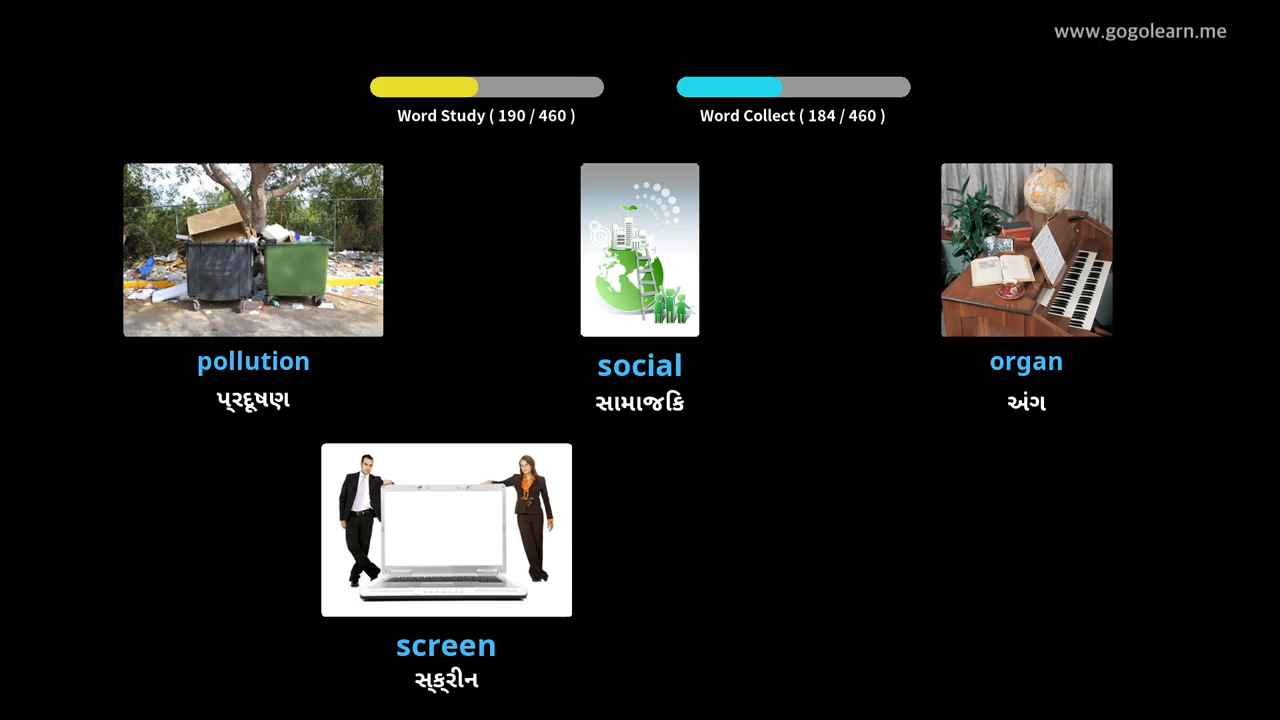 www.gogolearn.me
Word Study ( 190 / 460 )
Word Collect ( 184 / 460 )
pollution
પ્રદૂષણ
social
સામાજિક
organ
અંગ
screen
સ્ક્રીન